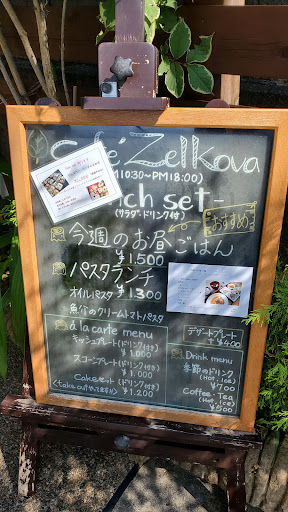 Café Zelkova
AM10:30~PM18:00)
Lunch set
(サラダ・ドリンク付)
おすすめ
今週のお昼ごはん
¥1,500
パスタランチ
オイルパスタ ¥1,300
魚介のクリームトマトパスタ
à la carte menu
キッシュプレート(ドリンク付き)
¥1,000
スコーンプレート(ドリンク付き)
¥1,000
Cakeセット(ドリンク付き)
(take outやってます) ¥1,200
デザートプレート
+¥400
Drink menu
季節のドリンク
(Hot・ice)
¥700
Coffee・Tea
(Hot・ice)
¥500